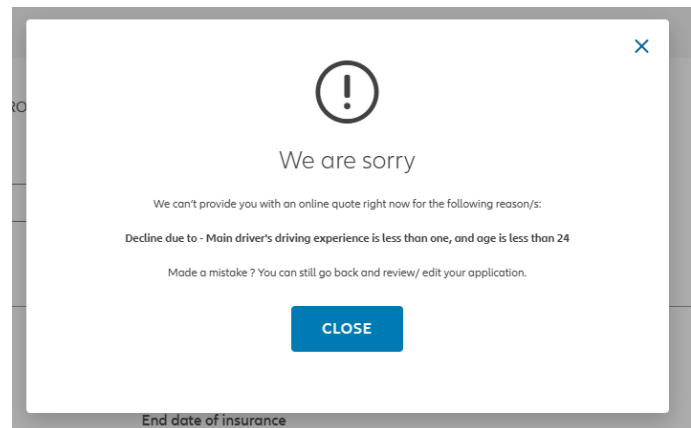 RO
We are sorry
We can't provide you with an online quote right now for the following reason/s:
Decline due to - Main driver's driving experience is less than one, and age is less than 24
Made a mistake ? You can still go back and review/ edit your application.
CLOSE
End date of insurance